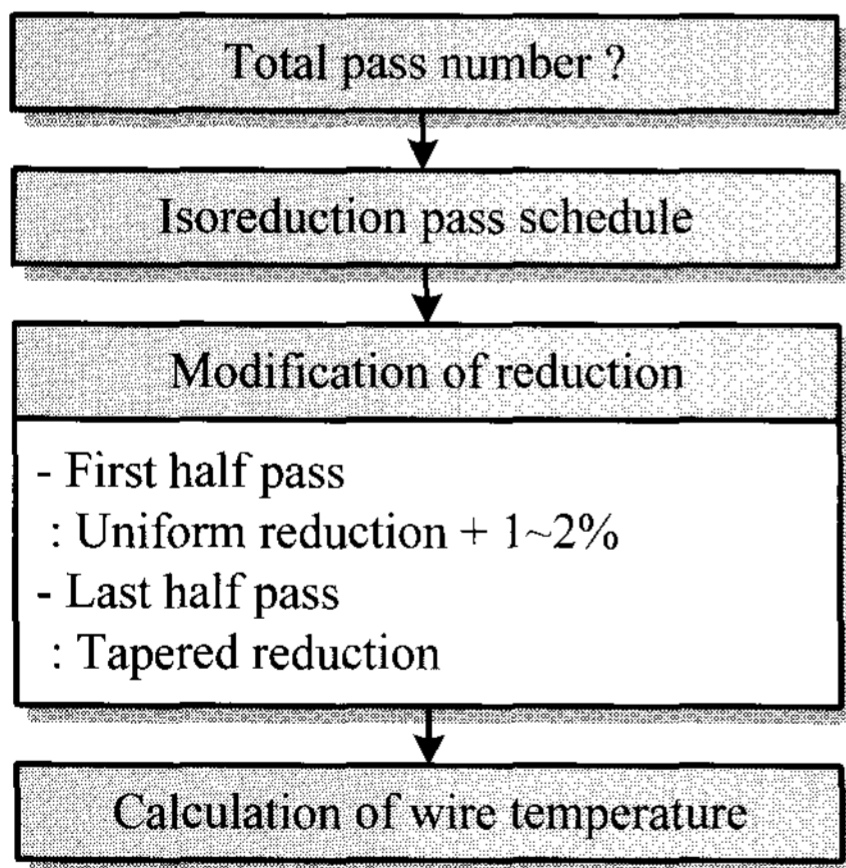 Total pass number ?
Isoreduction pass schedule
Modification of reduction
- First half pass
: Uniform reduction + 1~2%
- Last half pass
: Tapered reduction
Calculation of wire temperature